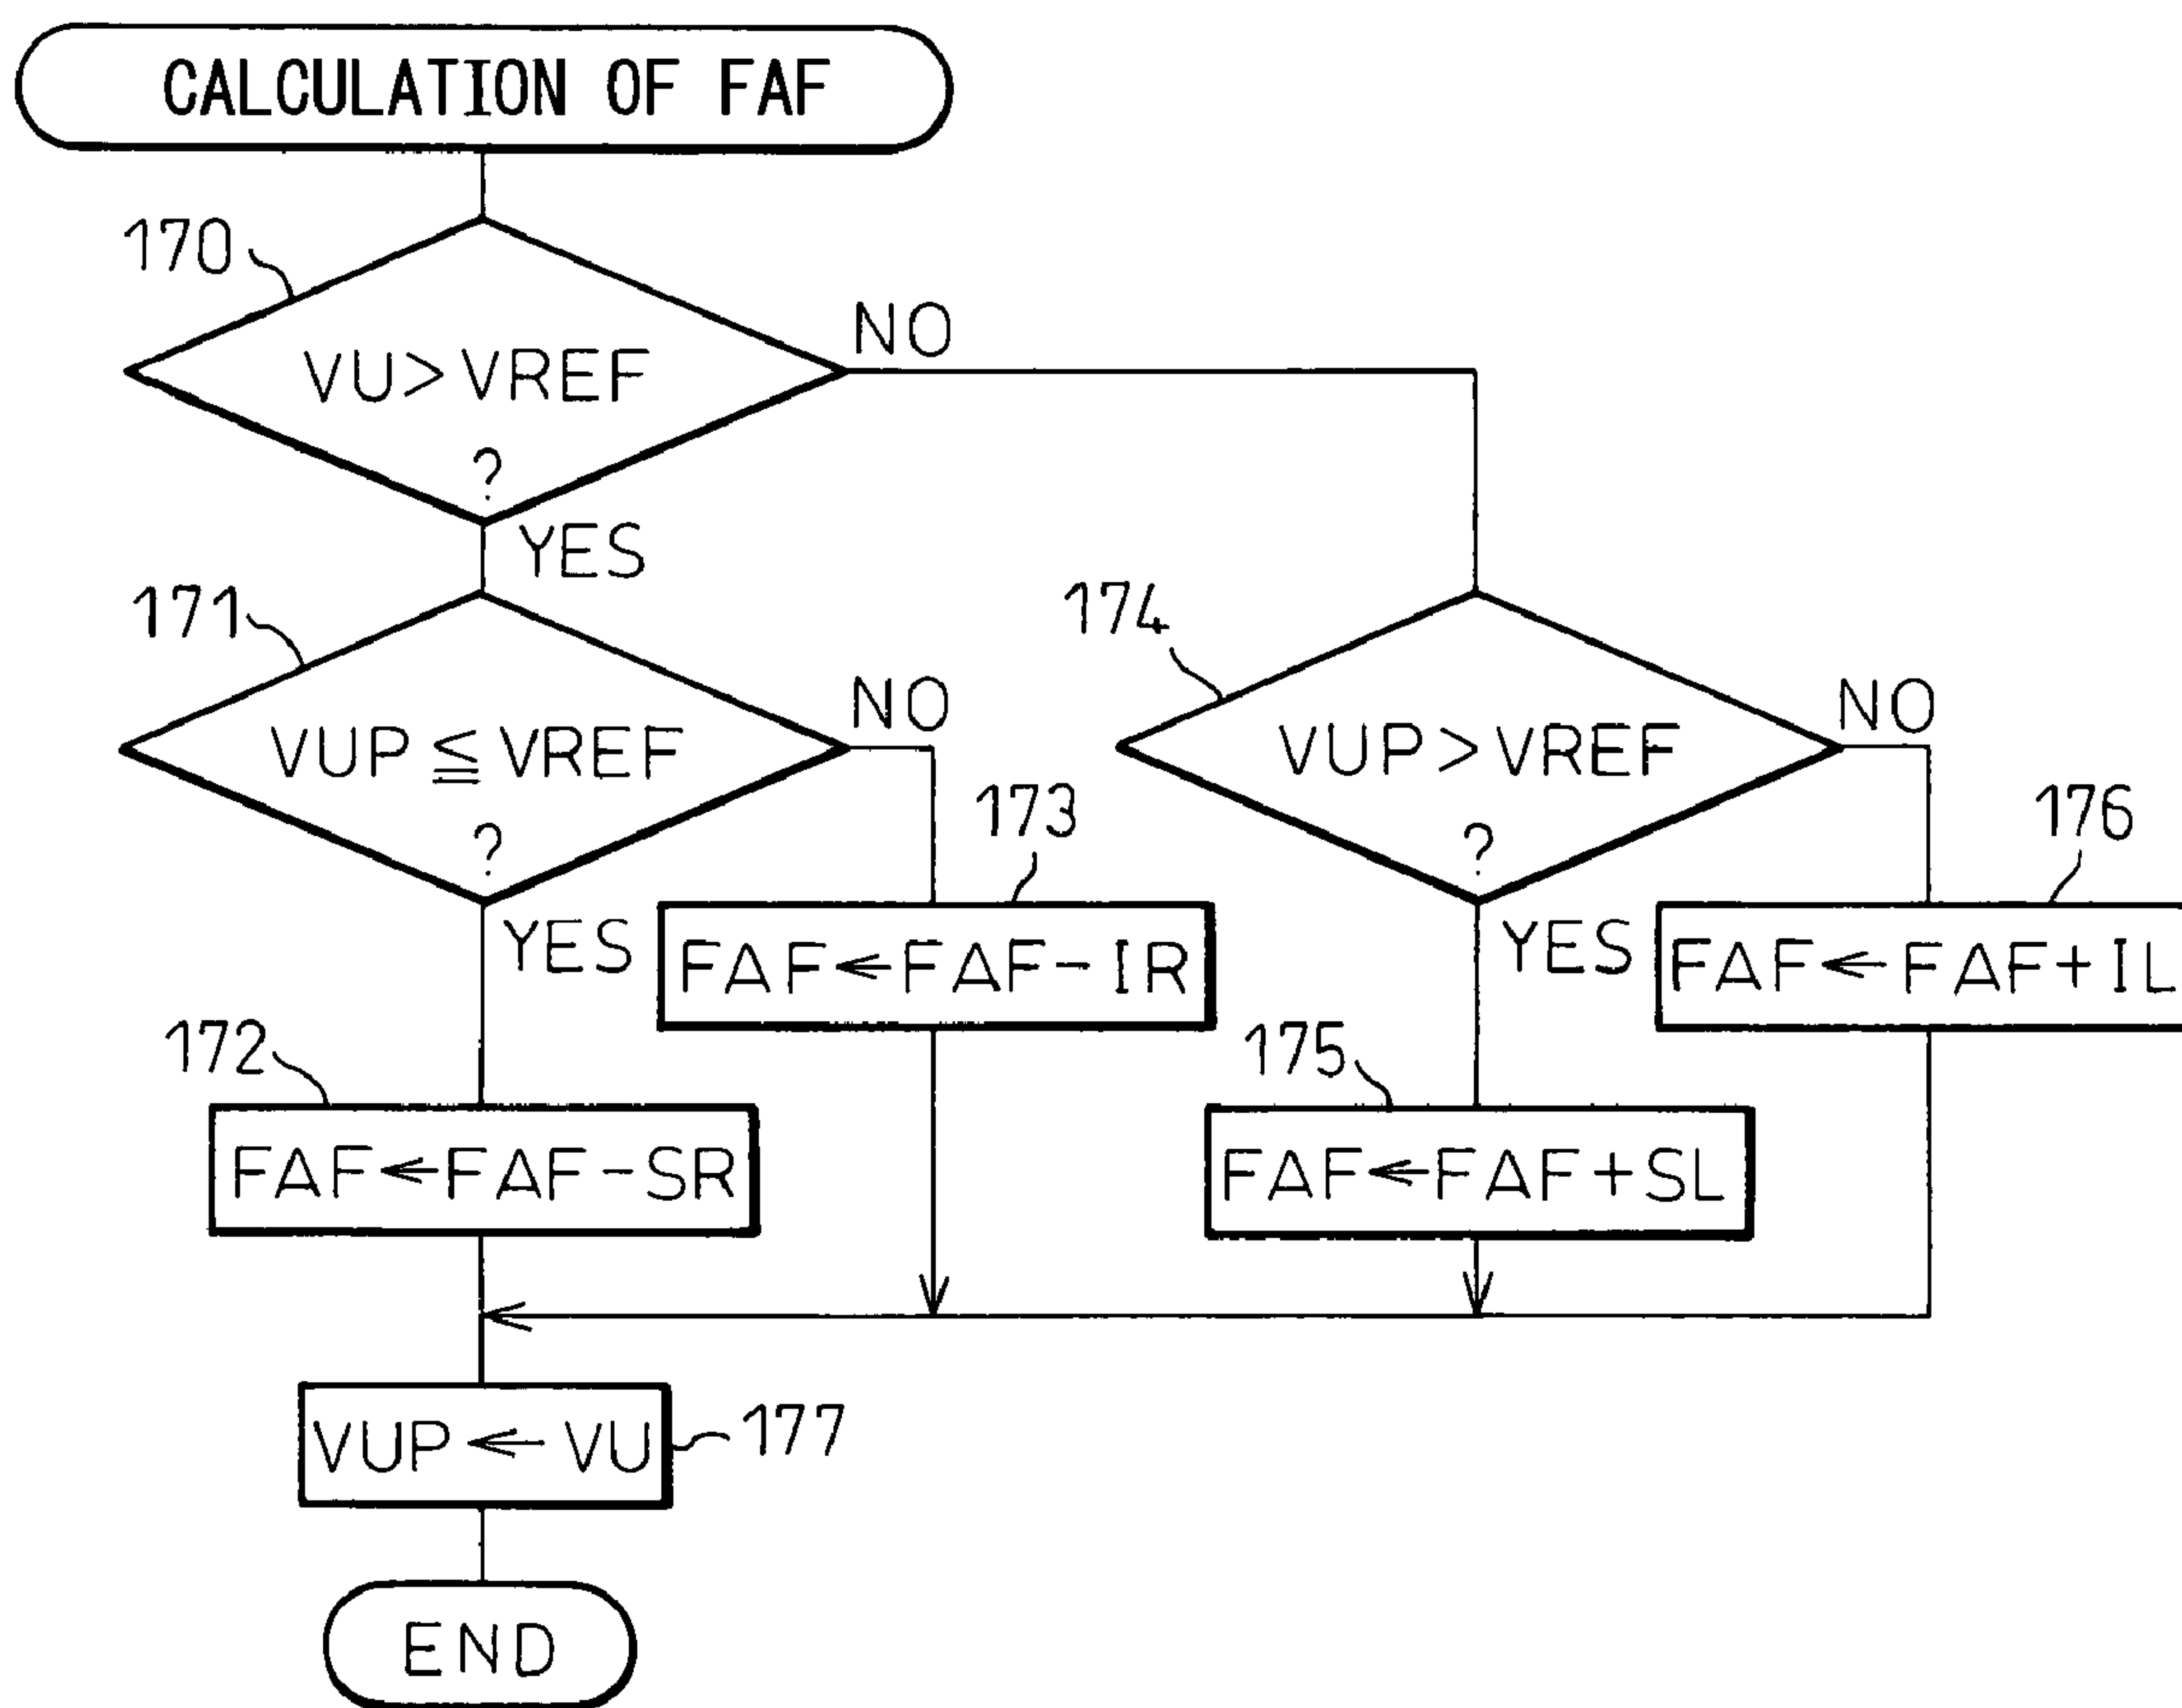 CALCULATION OF FAF
170
VU>VREF
?
NO
YES
171
VUP≦VREF
?
NO
YES
174
VUP>VREF
?
NO
YES
173
FAF←FAF-IR
176
FAF←FAF+IL
172
FAF←FAF-SR
175
FAF←FAF+SL
VUP←VU
177
END